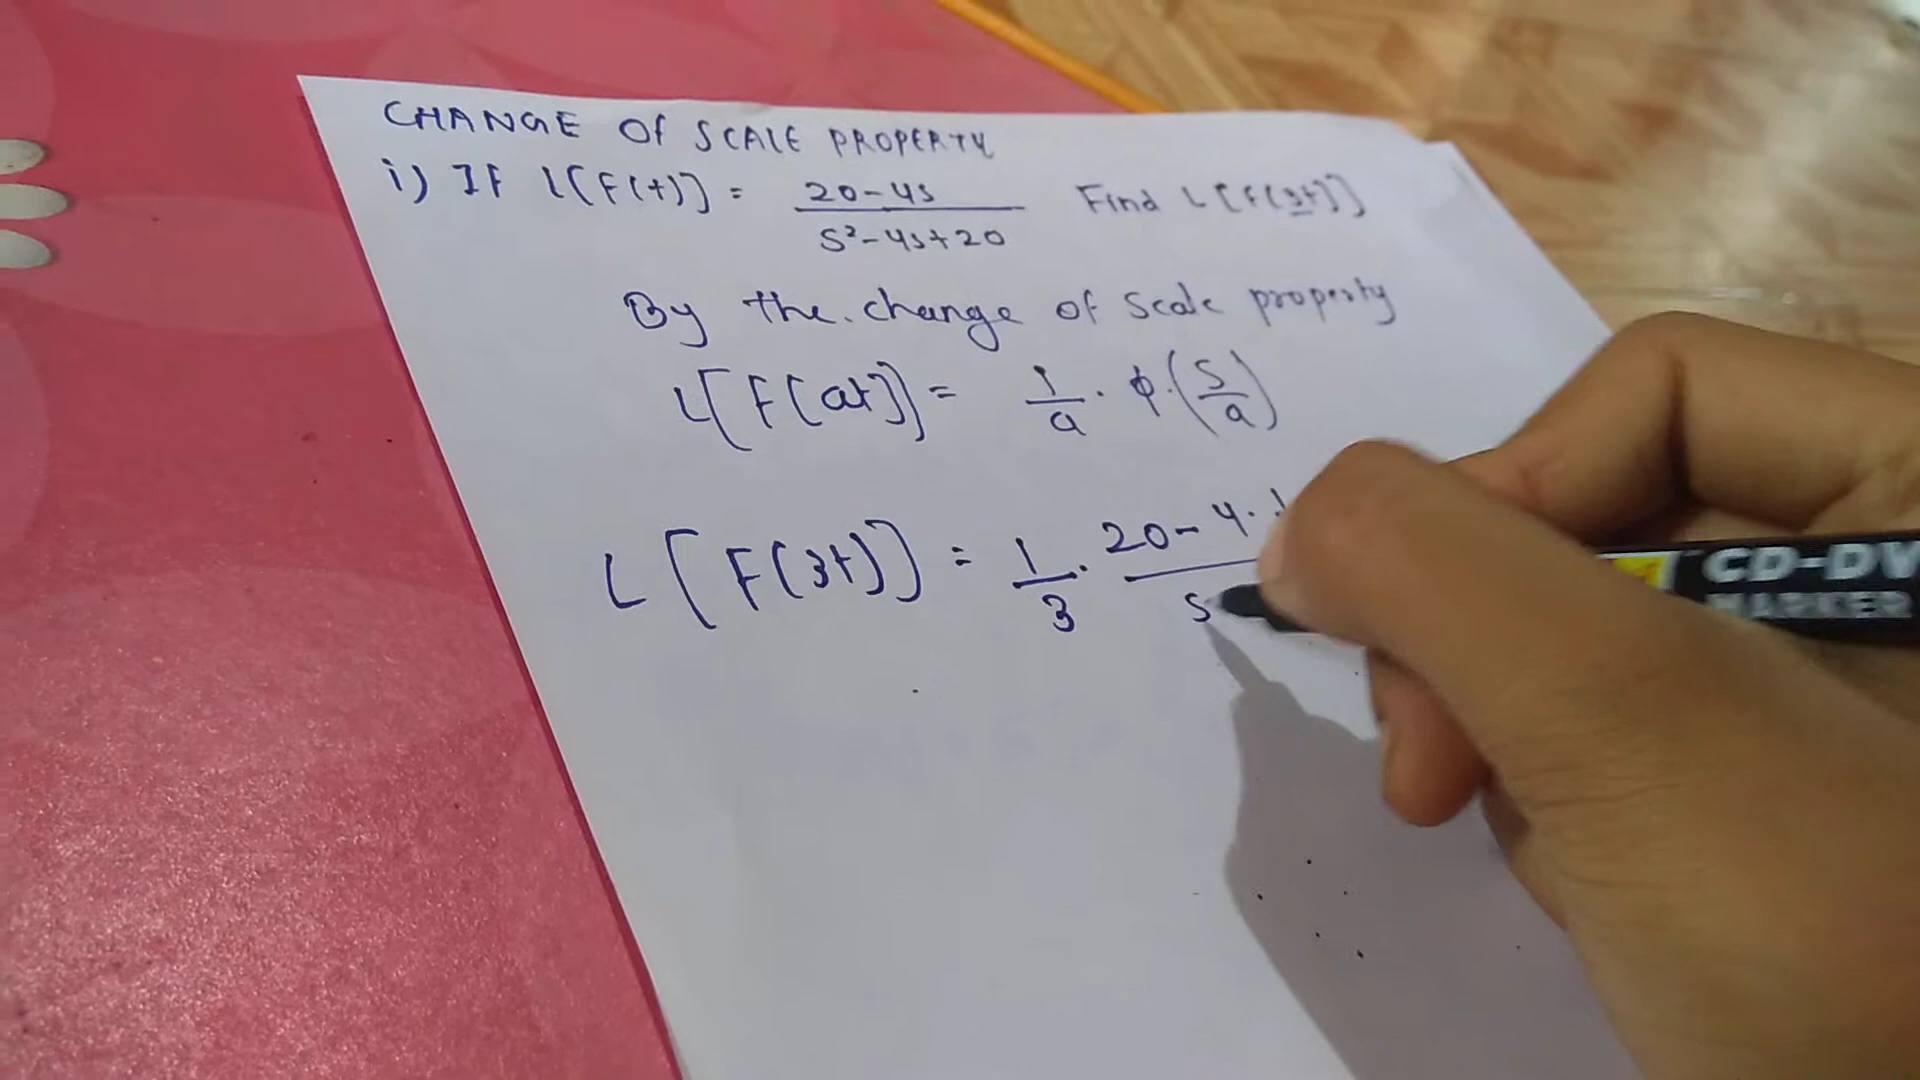 CHANGE OF SCALE PROPERTY
i) IF L[F(t)] = 20-4s / s²-4s+20 Find L[F(3t)]
By the change of Scale property
L[F(at)] = 1/a . φ.(s/a)
L[F(3t)] = 1/3 . 20-4. / s
CD-DV
MARKER